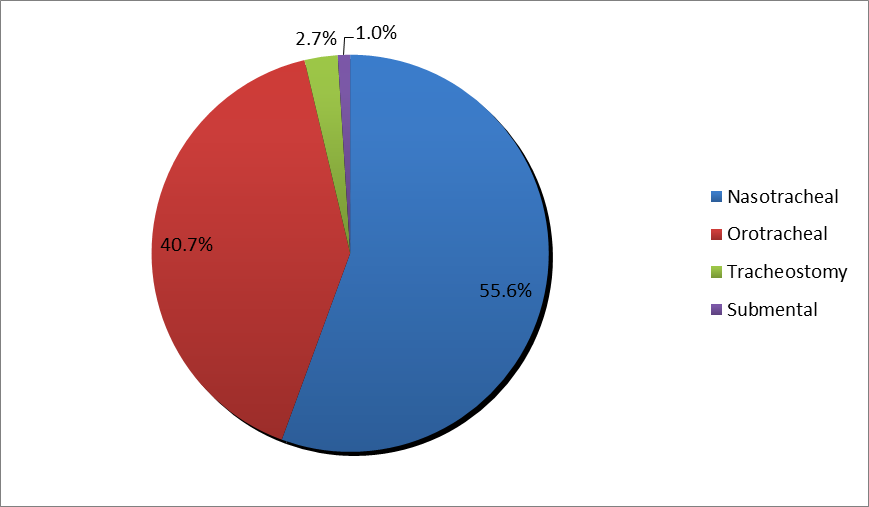 2.7%
1.0%
40.7%
55.6%
Nasotracheal
Orotracheal
Tracheostomy
Submental